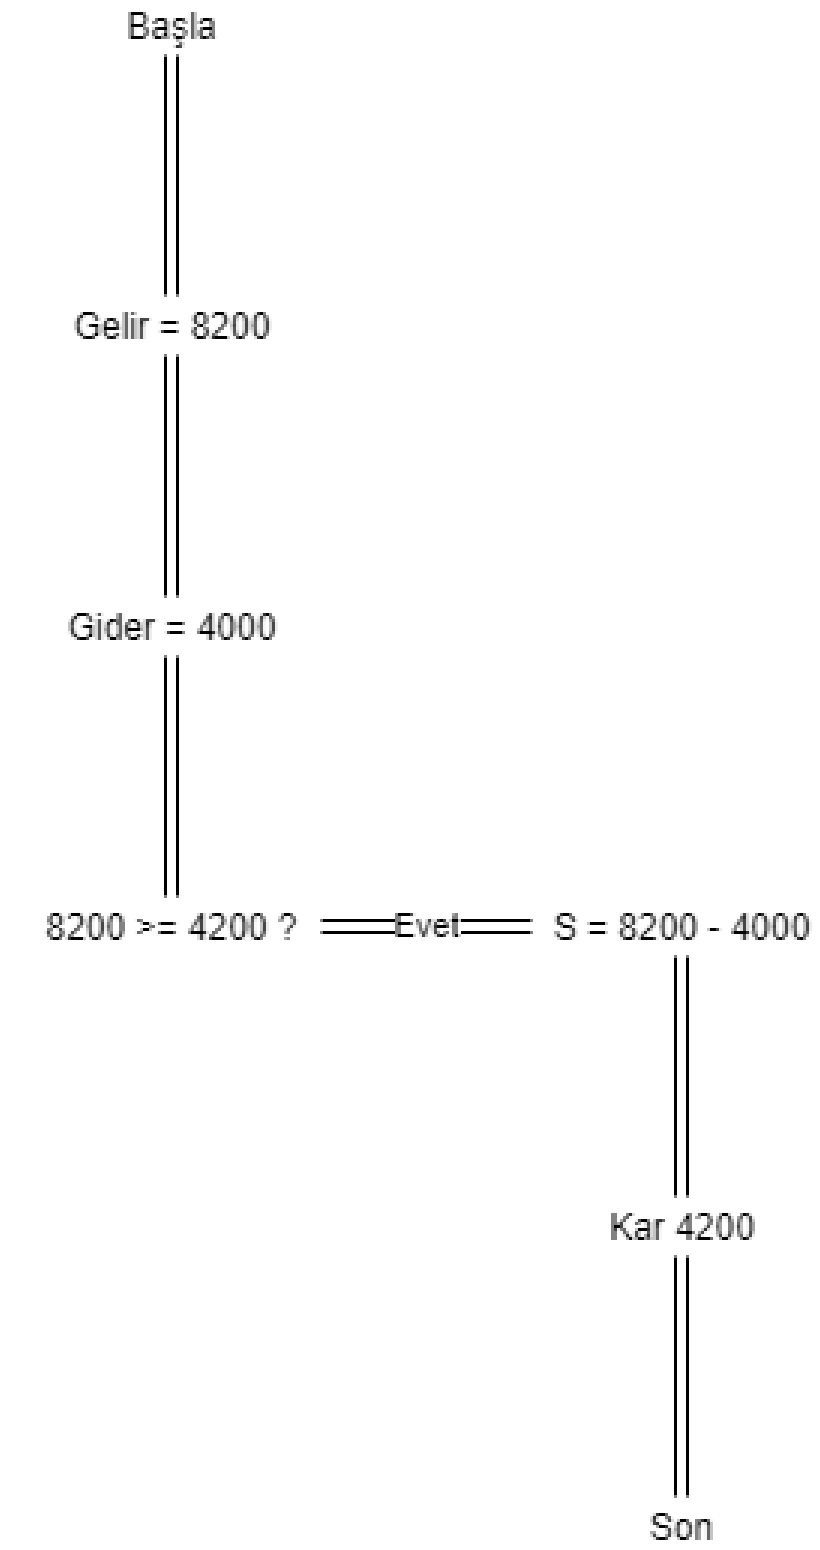 Başla
Gelir = 8200
Gider = 4000
8200 >= 4200 ?
Evet
S = 8200 - 4000
Kar 4200
Son